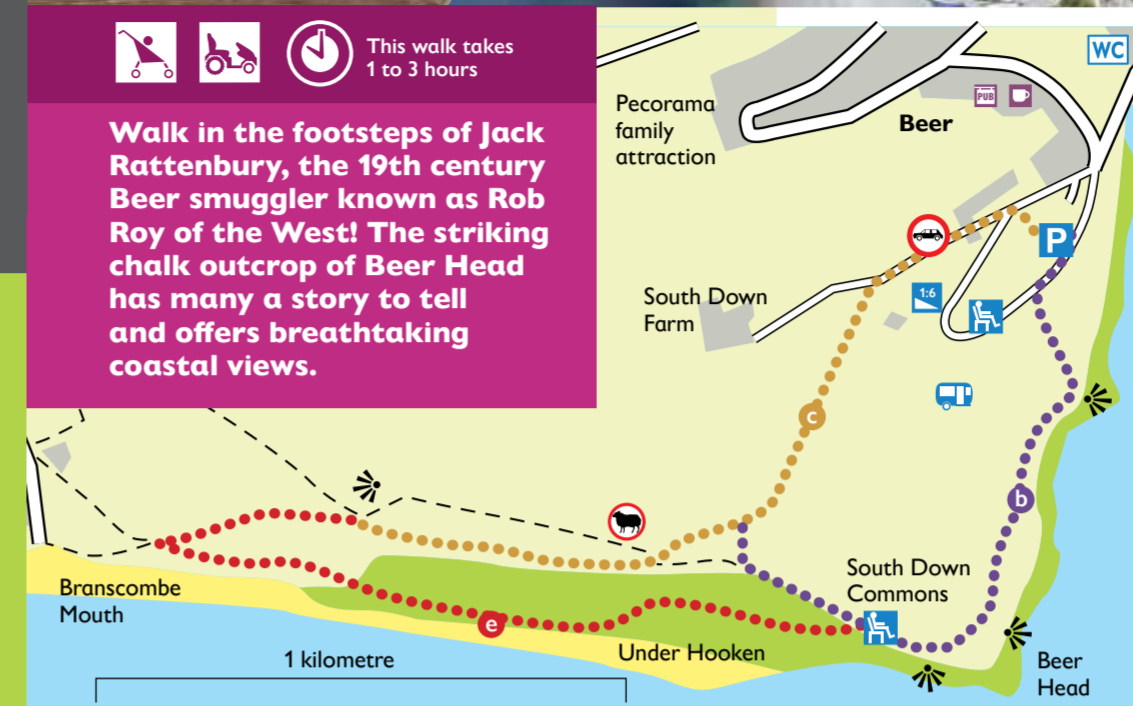 This walk takes
1 to 3 hours
Walk in the footsteps of Jack
Rattenbury, the 19th century
Beer smuggler known as Rob
Roy of the West! The striking
chalk outcrop of Beer Head
has many a story to tell
and offers breathtaking
coastal views.
WC
Pecorama
family
attraction
PUB
Beer
P
South Down
Farm
1:6
c
b
South Down
Commons
Branscombe
Mouth
e
Under Hooken
1 kilometre
Beer
Head